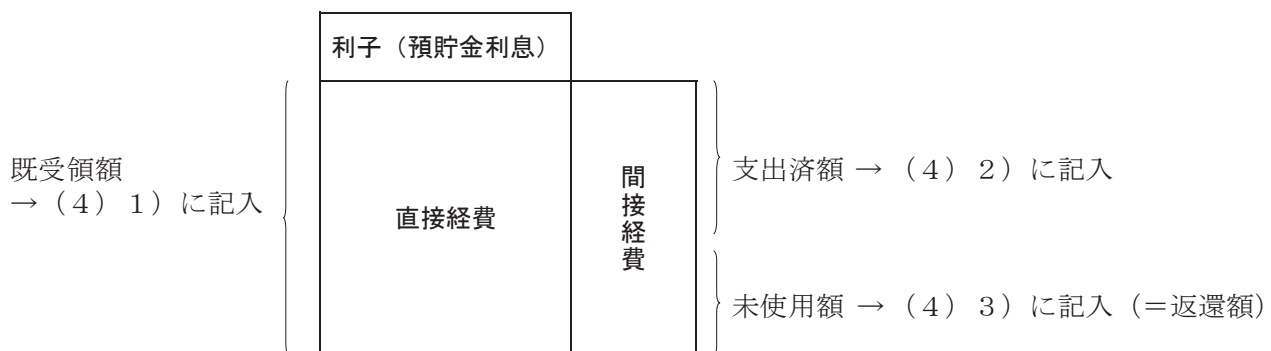 利子（預貯金利息）
既受領額
→（４）１）に記入
直接経費
間接経費
支出済額 →（４）２）に記入
未使用額 →（４）３）に記入（＝返還額）